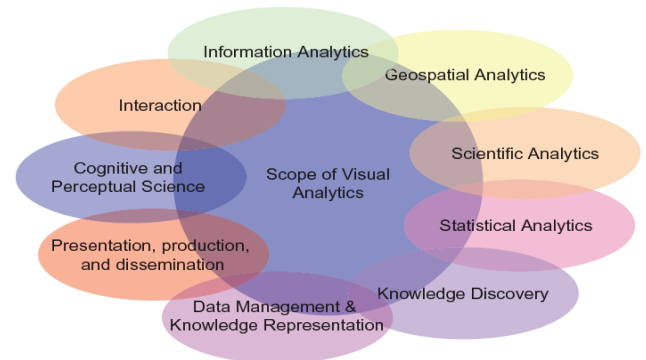 Information Analytics
Geospatial Analytics
Interaction
Scientific Analytics
Cognitive and
Perceptual Science
Scope of Visual
Analytics
Statistical Analytics
Presentation, production,
and dissemination
Knowledge Discovery
Data Management &
Knowledge Representation